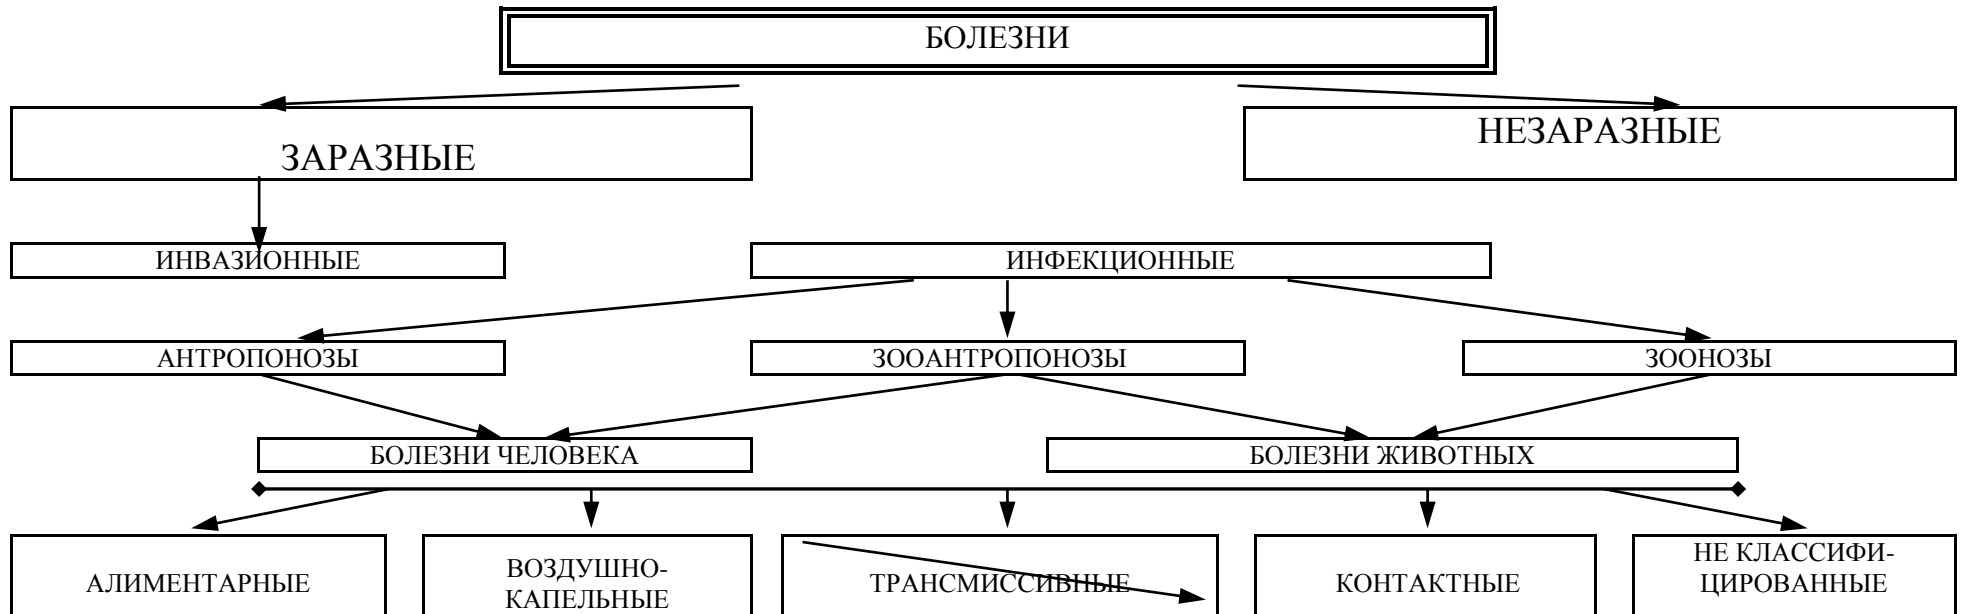 БОЛЕЗНИ
ЗАРАЗНЫЕ
НЕЗАРАЗНЫЕ
ИНВАЗИОННЫЕ
ИНФЕКЦИОННЫЕ
АНТРОПОНОЗЫ
ЗООАНТРОПОНОЗЫ
ЗООНОЗЫ
БОЛЕЗНИ ЧЕЛОВЕКА
БОЛЕЗНИ ЖИВОТНЫХ
АЛИМЕНТАРНЫЕ
ВОЗДУШНО-
КАПЕЛЬНЫЕ
ТРАНСМИССИВНЫЕ
КОНТАКТНЫЕ
НЕ КЛАССИФИ-
ЦИРОВАННЫЕ